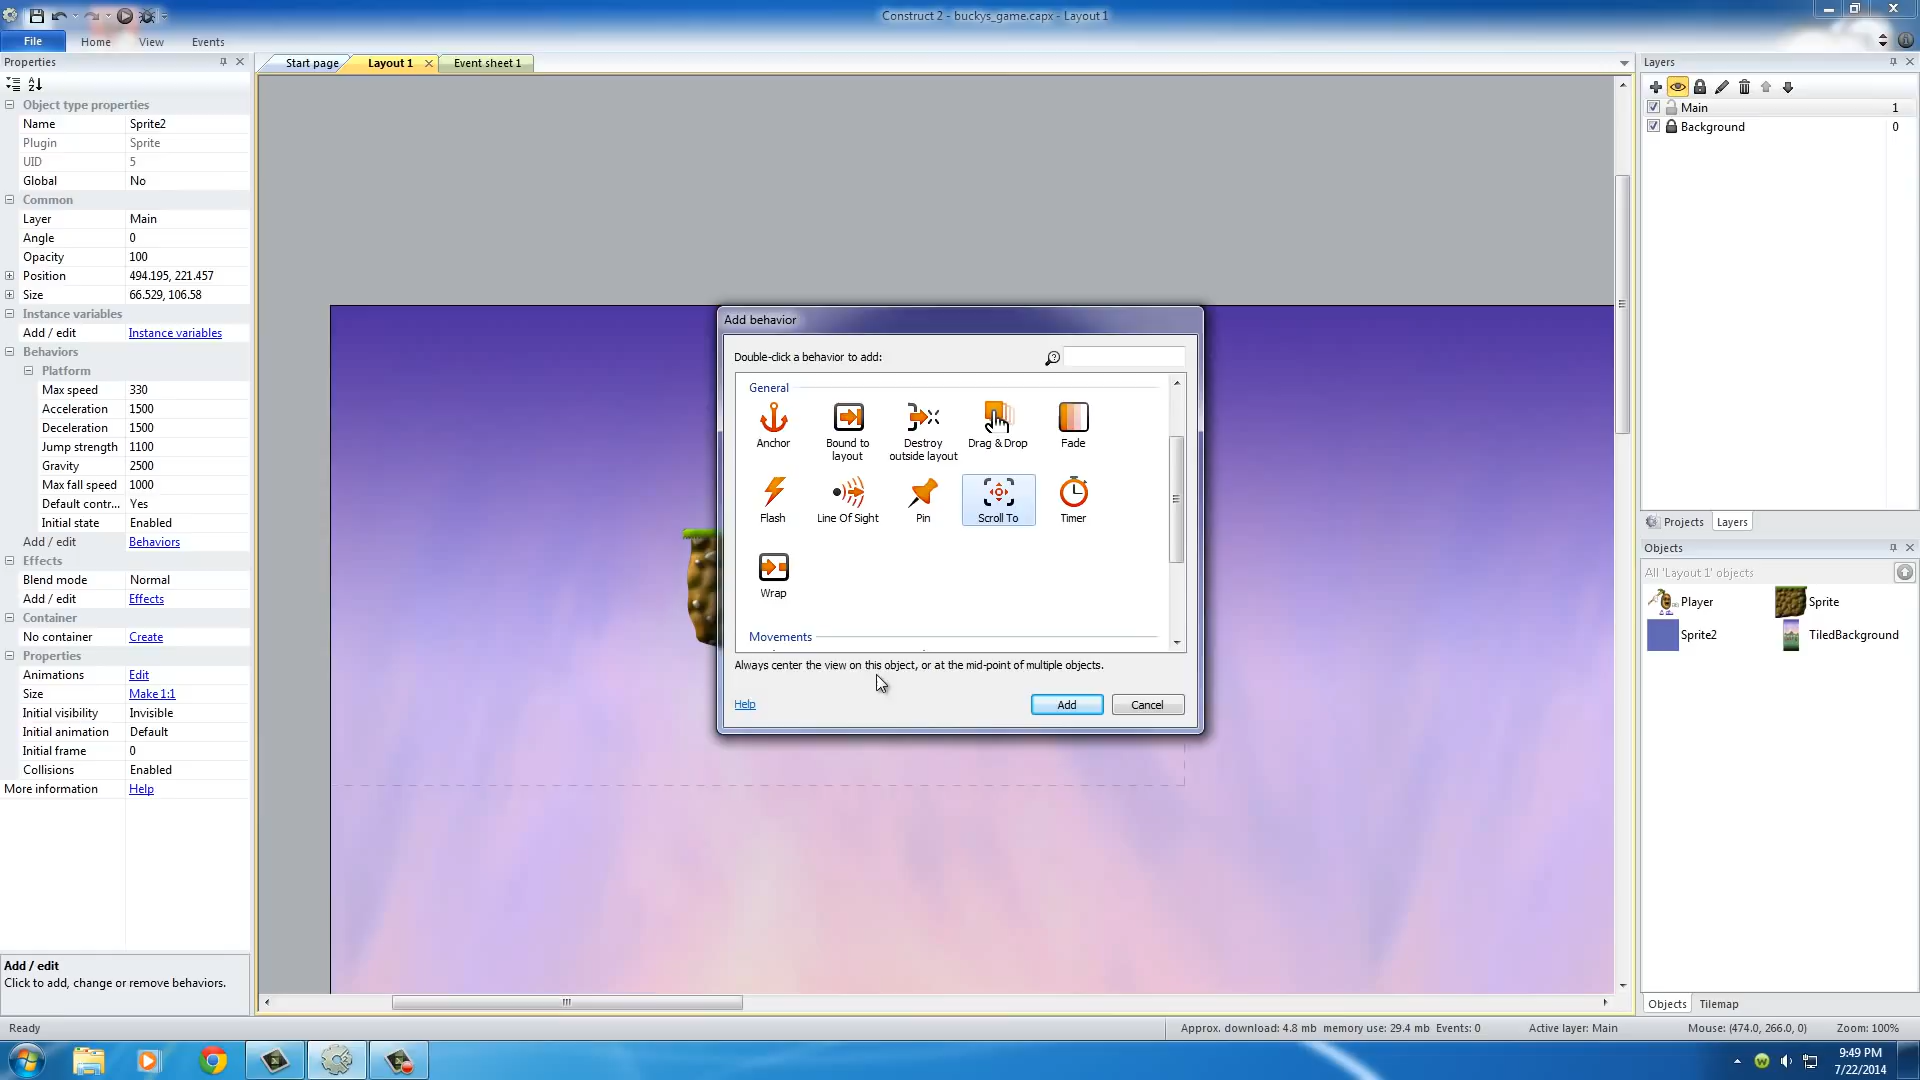 Construct 2 - buckys_game.capx - Layout 1
File
Home
View
Events
Properties
Start page
Layout 1
Event sheet 1
Object type properties
Name
Sprite2
Plugin
Sprite
UID
5
Global
No
Common
Layer
Main
Angle
0
Opacity
100
Position
494.195, 221.457
Size
66.529, 106.58
Instance variables
Add / edit
Instance variables
Behaviors
Platform
Max speed
330
Acceleration
1500
Deceleration
1500
Jump strength
1100
Gravity
2500
Max fall speed
1000
Default contr...
Yes
Initial state
Enabled
Add / edit
Behaviors
Effects
Blend mode
Normal
Add / edit
Effects
Container
No container
Create
Properties
Animations
Edit
Size
Make 1:1
Initial visibility
Invisible
Initial animation
Default
Initial frame
0
Collisions
Enabled
More information
Help
Add / edit
Click to add, change or remove behaviors.
Add behavior
Double-click a behavior to add:
General
Anchor
Bound to
layout
Destroy
outside layout
Drag & Drop
Fade
Flash
Line Of Sight
Pin
Scroll To
Timer
Wrap
Movements
Always center the view on this object, or at the mid-point of multiple objects.
Help
Add
Cancel
Layers
Main
1
Background
0
Projects
Layers
Objects
All 'Layout 1' objects
Player
Sprite
Sprite2
TiledBackground
Objects
Tilemap
Ready
Approx. download: 4.8 mb memory use: 29.4 mb Events: 0
Active layer: Main
Mouse: (474.0, 266.0, 0)
Zoom: 100%
9:49 PM
7/22/2014